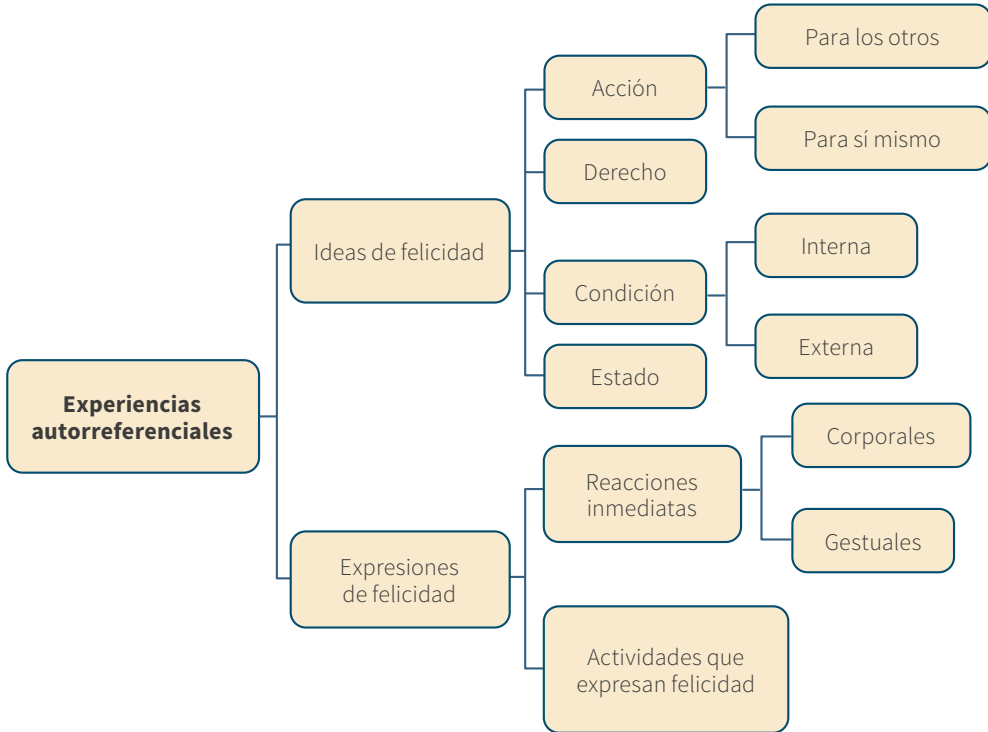 Experiencias
autorreferenciales
Ideas de felicidad
Acción
Para los otros
Para sí mismo
Derecho
Condición
Interna
Externa
Estado
Expresiones
de felicidad
Reacciones
inmediatas
Corporales
Gestuales
Actividades que
expresan felicidad